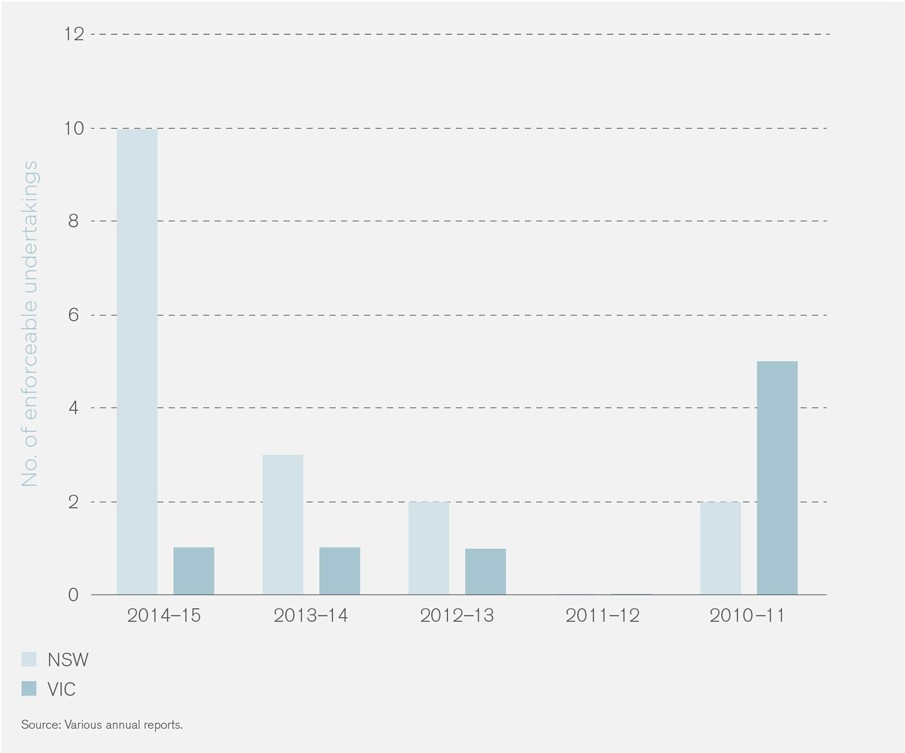 12
10
8
6
4
2
0
No. of enforceable undertakings
2014–15 2013–14 2012–13 2011–12 2010–11
NSW
VIC
Source: Various annual reports.